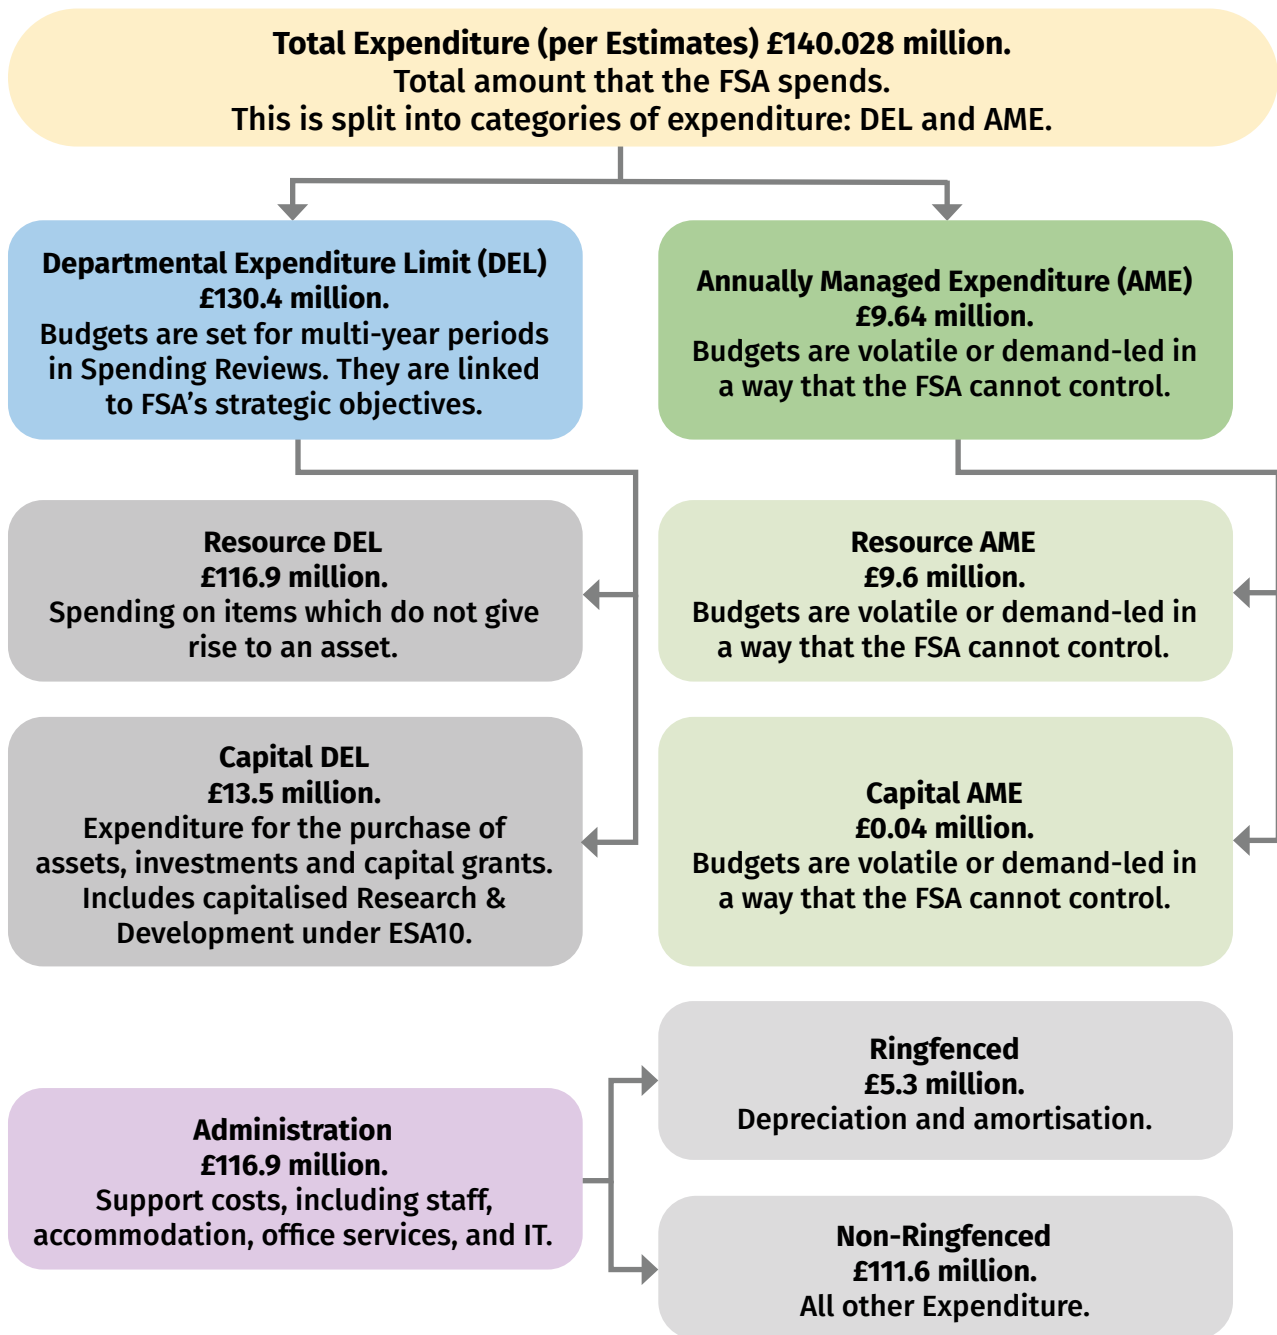 Total Expenditure (per Estimates) £140.028 million.
Total amount that the FSA spends.
This is split into categories of expenditure: DEL and AME.
Departmental Expenditure Limit (DEL)
£130.4 million.
Budgets are set for multi-year periods
in Spending Reviews. They are linked
to FSA’s strategic objectives.
Annually Managed Expenditure (AME)
£9.64 million.
Budgets are volatile or demand-led in
a way that the FSA cannot control.
Resource DEL
£116.9 million.
Spending on items which do not give
rise to an asset.
Resource AME
£9.6 million.
Budgets are volatile or demand-led in
a way that the FSA cannot control.
Capital DEL
£13.5 million.
Expenditure for the purchase of
assets, investments and capital grants.
Includes capitalised Research &
Development under ESA10.
Capital AME
£0.04 million.
Budgets are volatile or demand-led in
a way that the FSA cannot control.
Administration
£116.9 million.
Support costs, including staff,
accommodation, office services, and IT.
Ringfenced
£5.3 million.
Depreciation and amortisation.
Non-Ringfenced
£111.6 million.
All other Expenditure.